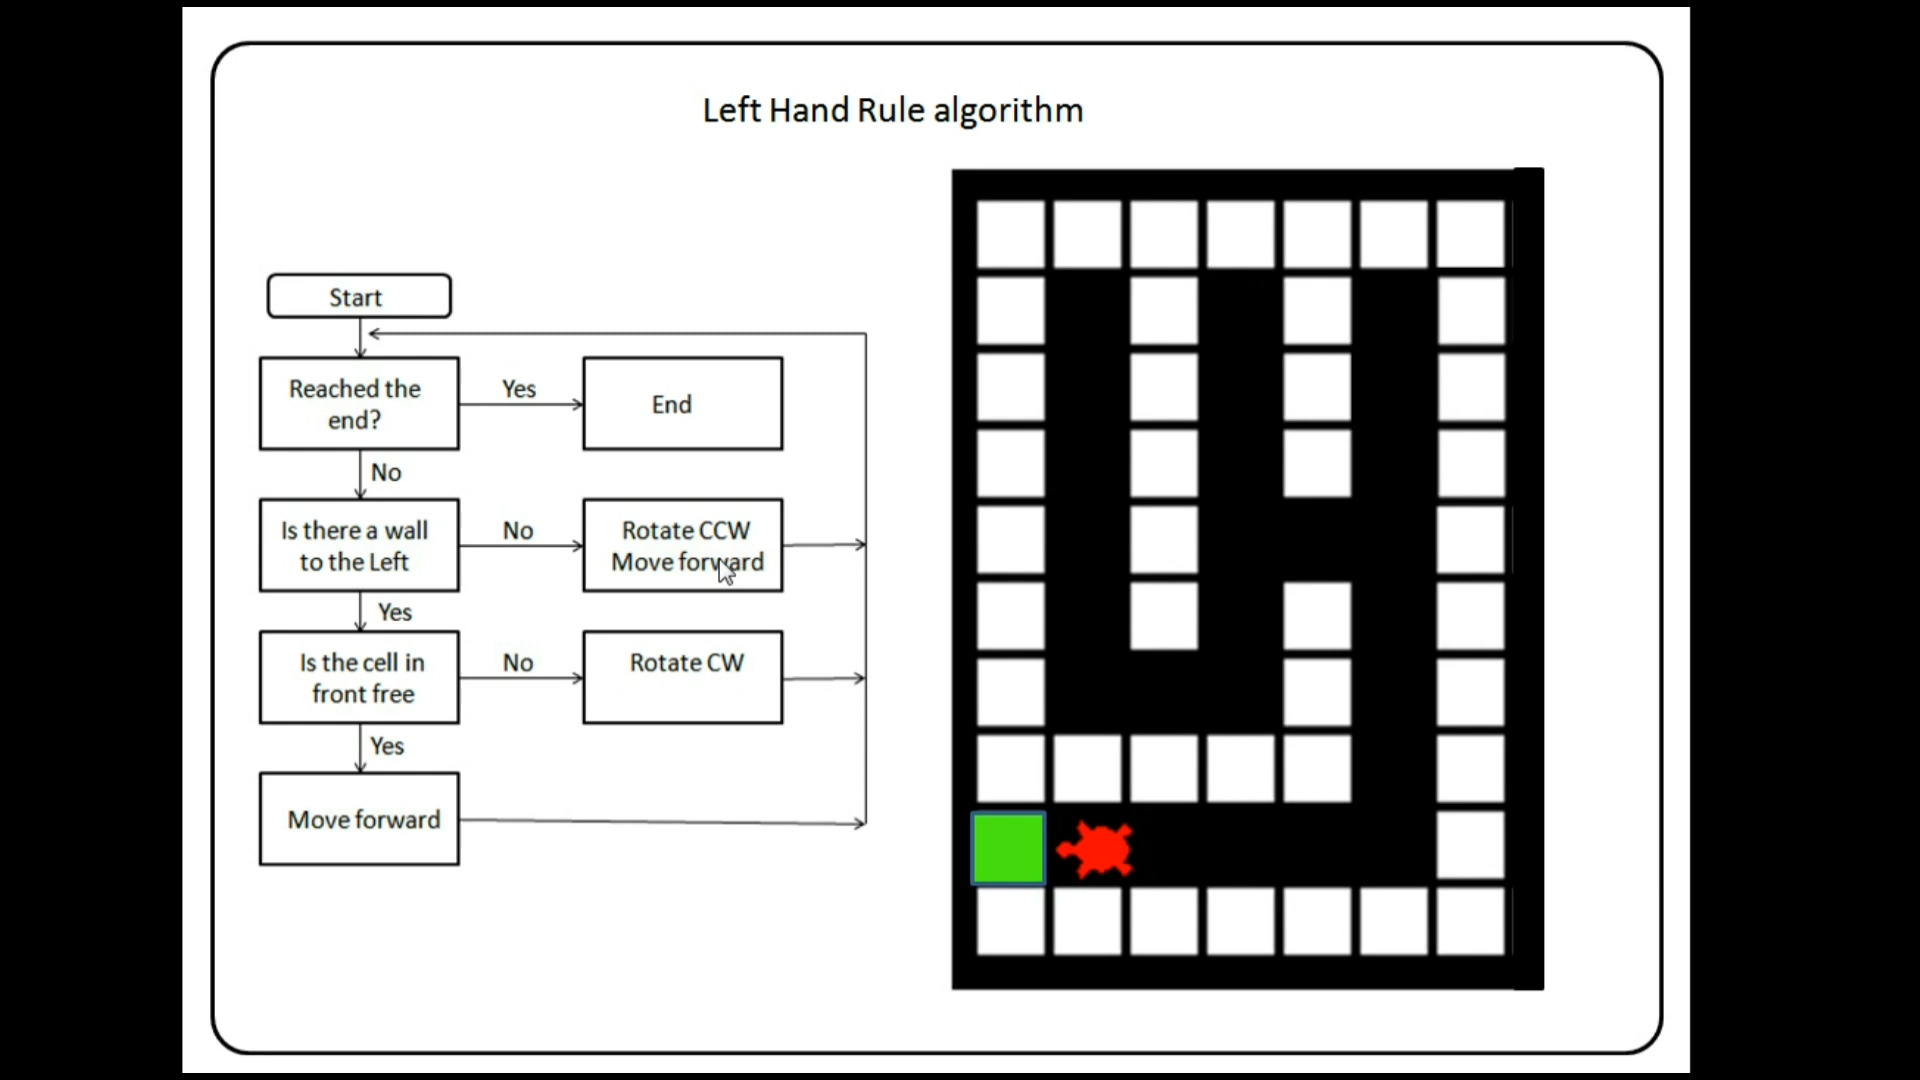 Left Hand Rule algorithm
Start
Reached the
end?
Yes
End
No
Is there a wall
to the Left
No
Rotate CCW
Move forward
Yes
Is the cell in
front free
No
Rotate CW
Yes
Move forward